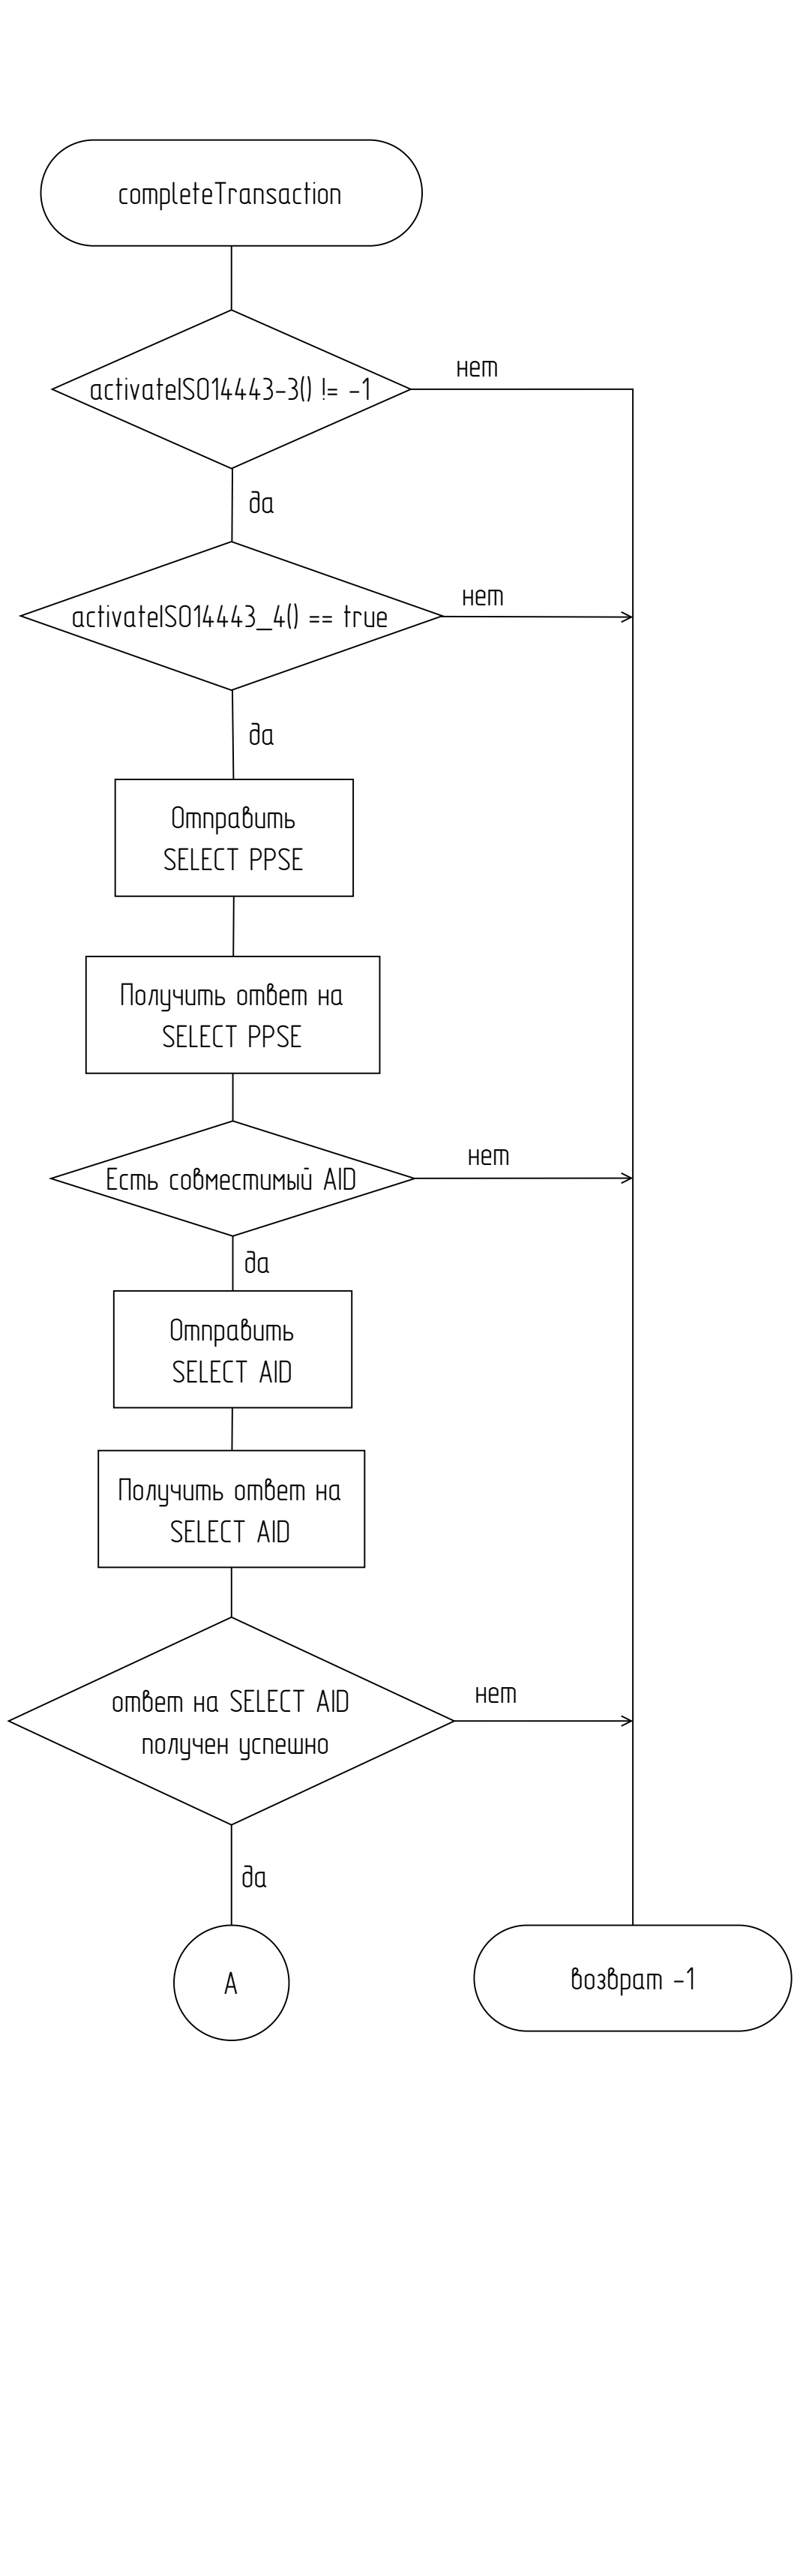 completeTransaction
activateISO14443-3() != -1
нет
да
activateISO14443_4() == true
нет
да
Отправить
SELECT PPSE
Получить ответ на
SELECT PPSE
Есть совместимый AID
нет
да
Отправить
SELECT AID
Получить ответ на
SELECT AID
ответ на SELECT AID
получен успешно
нет
да
А
возврат -1